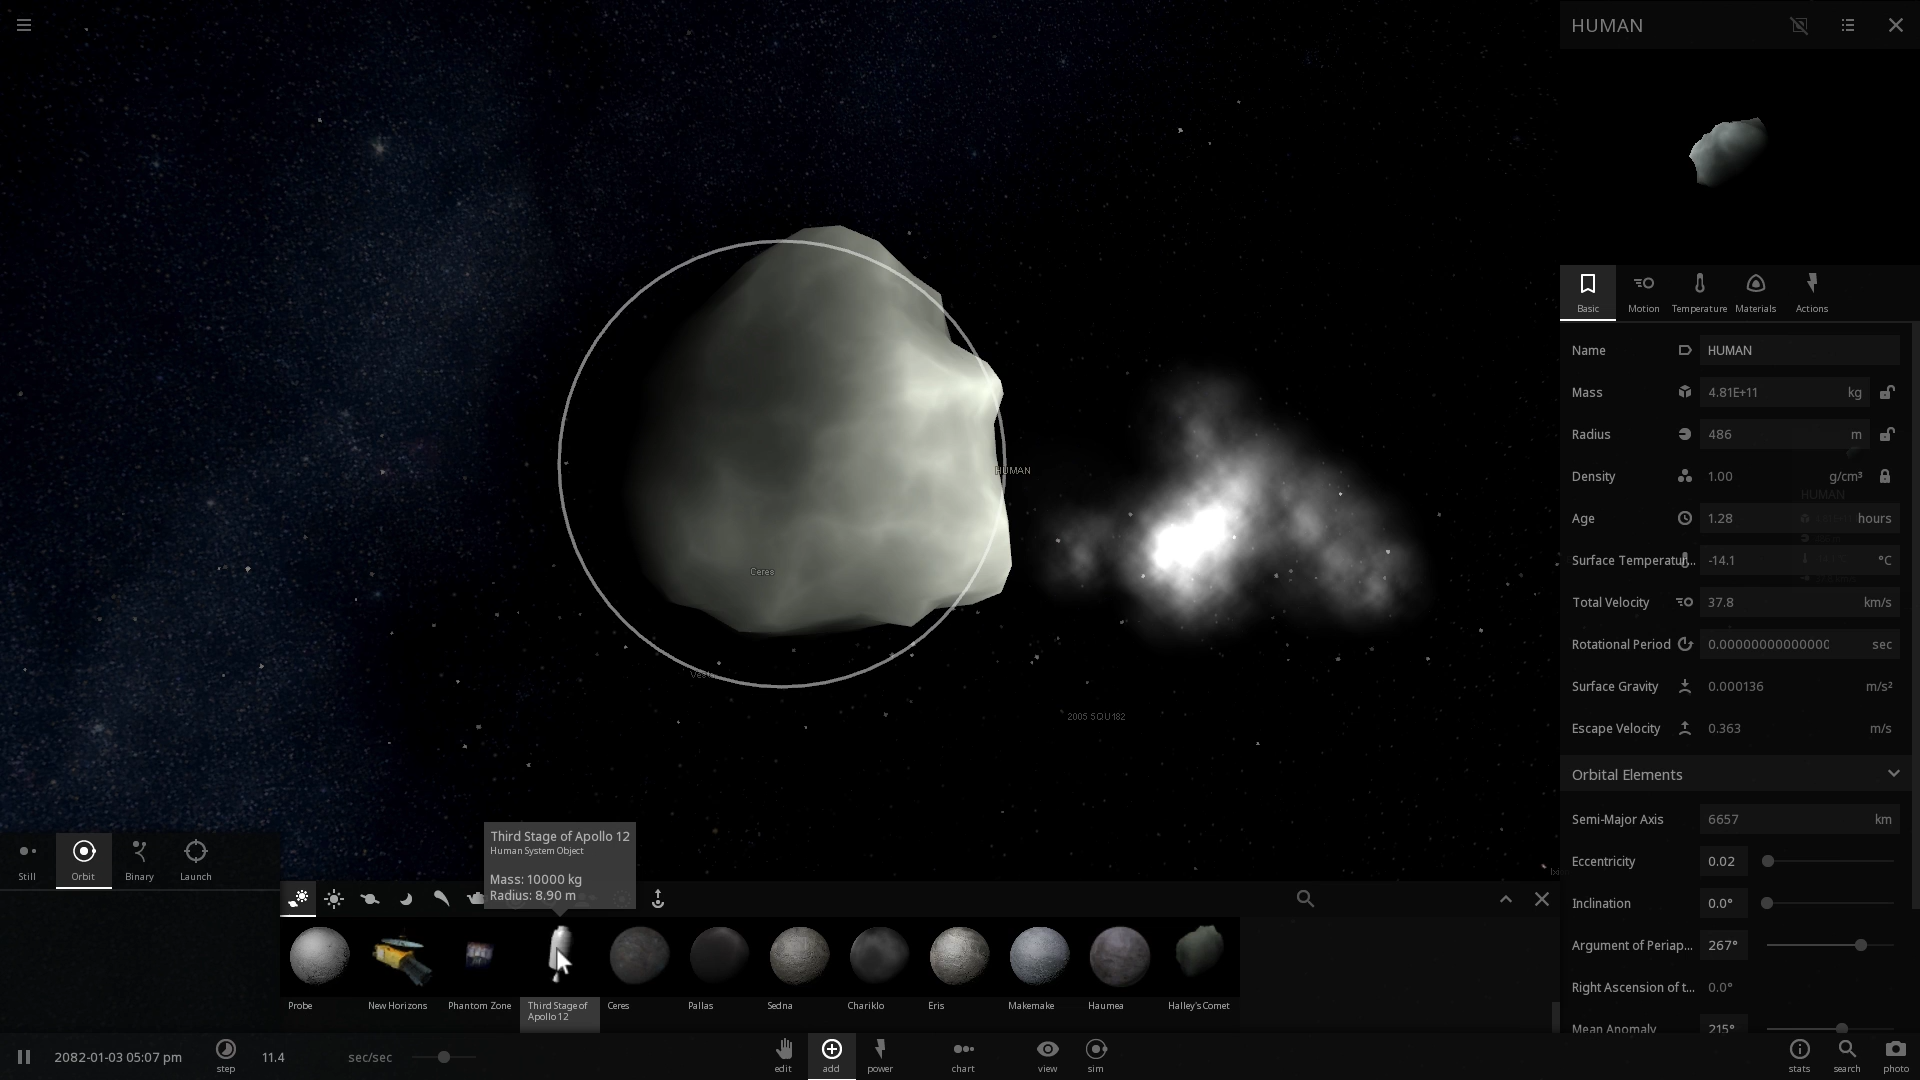 HUMAN
Basic
Motion
Temperature
Materials
Actions
Name
HUMAN
Mass
4.81E+11
kg
Radius
486
m
Density
1.00
g/cm³
HUMAN
Age
1.28
hours
Surface Temperatur...
-14.1
°C
Total Velocity
37.8
km/s
Rotational Period
0.00000000000000
sec
Surface Gravity
0.000136
m/s²
Escape Velocity
0.363
m/s
Orbital Elements
Semi-Major Axis
6657
km
Eccentricity
0.02
Inclination
0.0°
Argument of Periap...
267°
Right Ascension of t...
0.0°
Mean Anomaly
215°
HUMAN
Ceres
2005 SQU182
Still
Orbit
Binary
Launch
Third Stage of Apollo 12
Human System Object
Mass: 10000 kg
Radius: 8.90 m
Probe
New Horizons
Phantom Zone
Third Stage of
Apollo 12
Ceres
Pallas
Sedna
Chariklo
Eris
Makemake
Haumea
Halley's Comet
2082-01-03 05:07 pm
step
11.4
sec/sec
edit
add
power
chart
view
sim
stats
search
photo